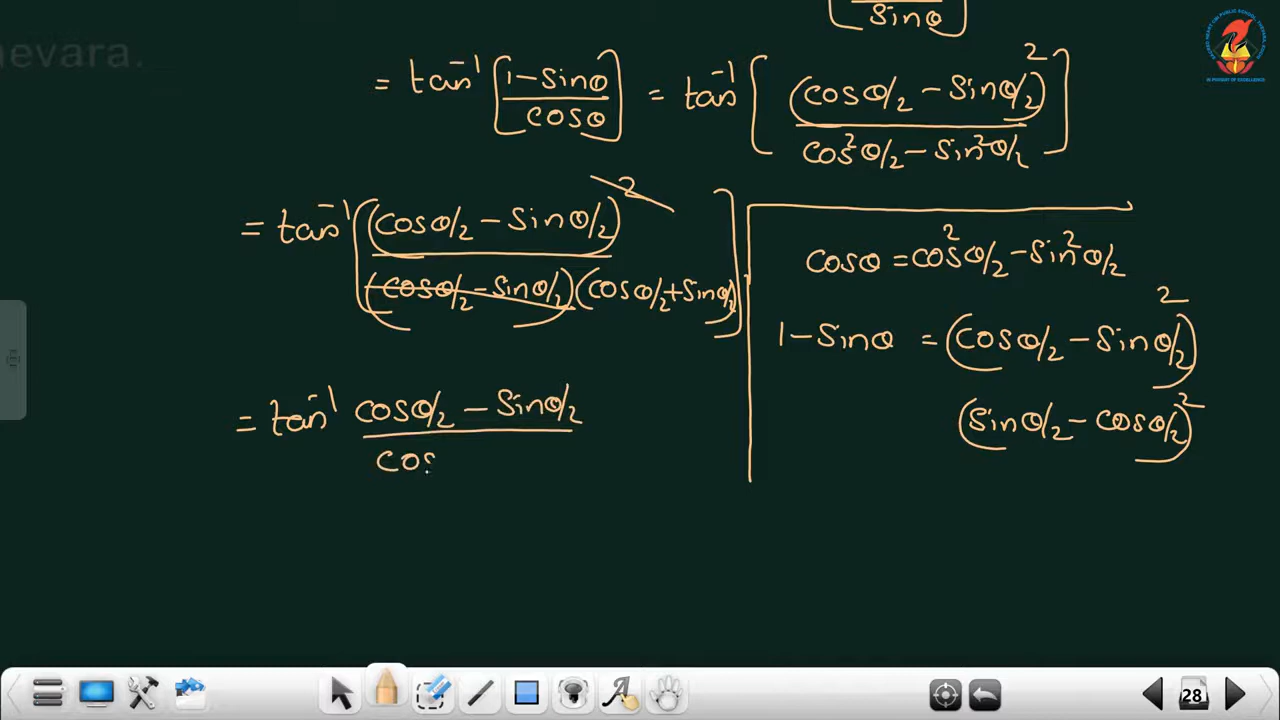 sinθ
nevara.
= tan⁻¹ [(1 − sinθ)/cosθ] = tan⁻¹ [(cosθ/2 − sinθ/2)²/(cos²θ/2 − sin²θ/2)]
= tan⁻¹ [(cosθ/2 − sinθ/2)²/((cosθ/2 − sinθ/2)(cosθ/2 + sinθ/2))]
= tan⁻¹ (cosθ/2 − sinθ/2)/cos
cosθ = cos²θ/2 − sin²θ/2
1 − sinθ = (cosθ/2 − sinθ/2)²
(sinθ/2 − cosθ/2)²
28